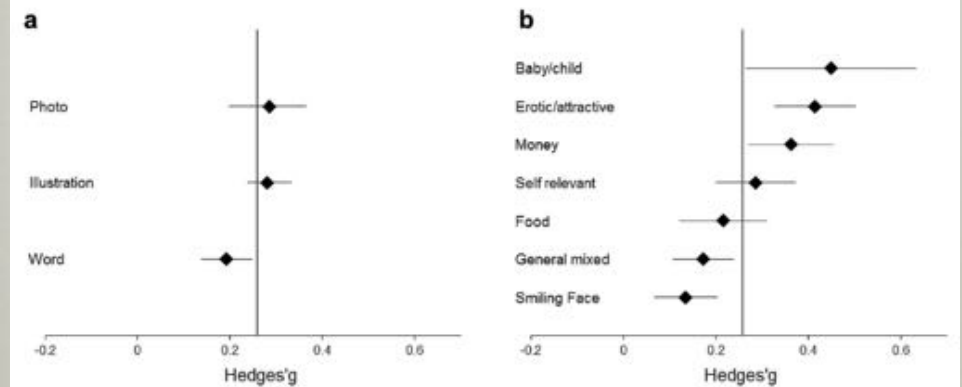 a
Photo
Illustration
Word
-0.2 0 0.2 0.4 0.6
Hedges'g
b
Baby/child
Erotic/attractive
Money
Self relevant
Food
General mixed
Smiling Face
-0.2 0 0.2 0.4 0.6
Hedges'g